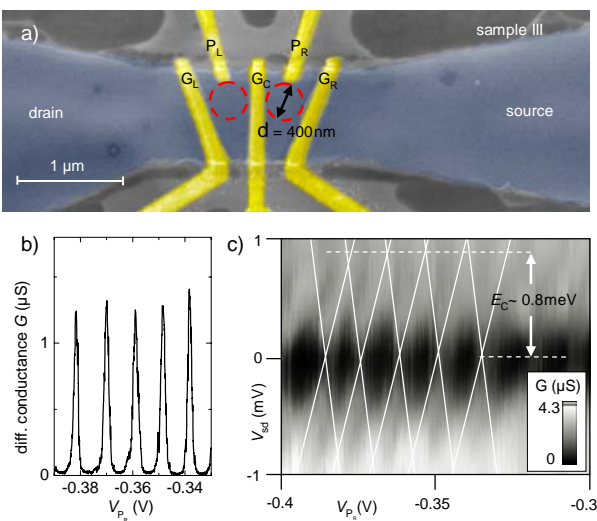 a)
sample III
P_L
P_R
G_L
G_C
G_R
drain
source
d = 400nm
1 µm
b)
diff. conductance G (µS)
1
0
-0.38
-0.36
-0.34
V_P_R (V)
c)
1
0
-1
V_sd (mV)
E_C~ 0.8meV
G (µS)
4.3
0
-0.4
-0.35
-0.3
V_P_R (V)